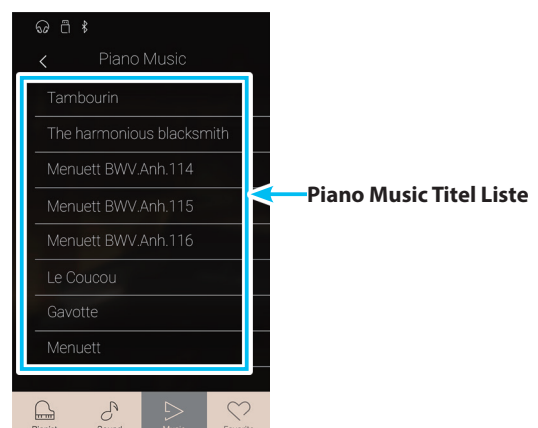 Piano Music
Tambourin
The harmonious blacksmith
Menuett BWV.Anh.114
Menuett BWV.Anh.115
Menuett BWV.Anh.116
Le Coucou
Gavotte
Menuett
Piano Music Titel Liste